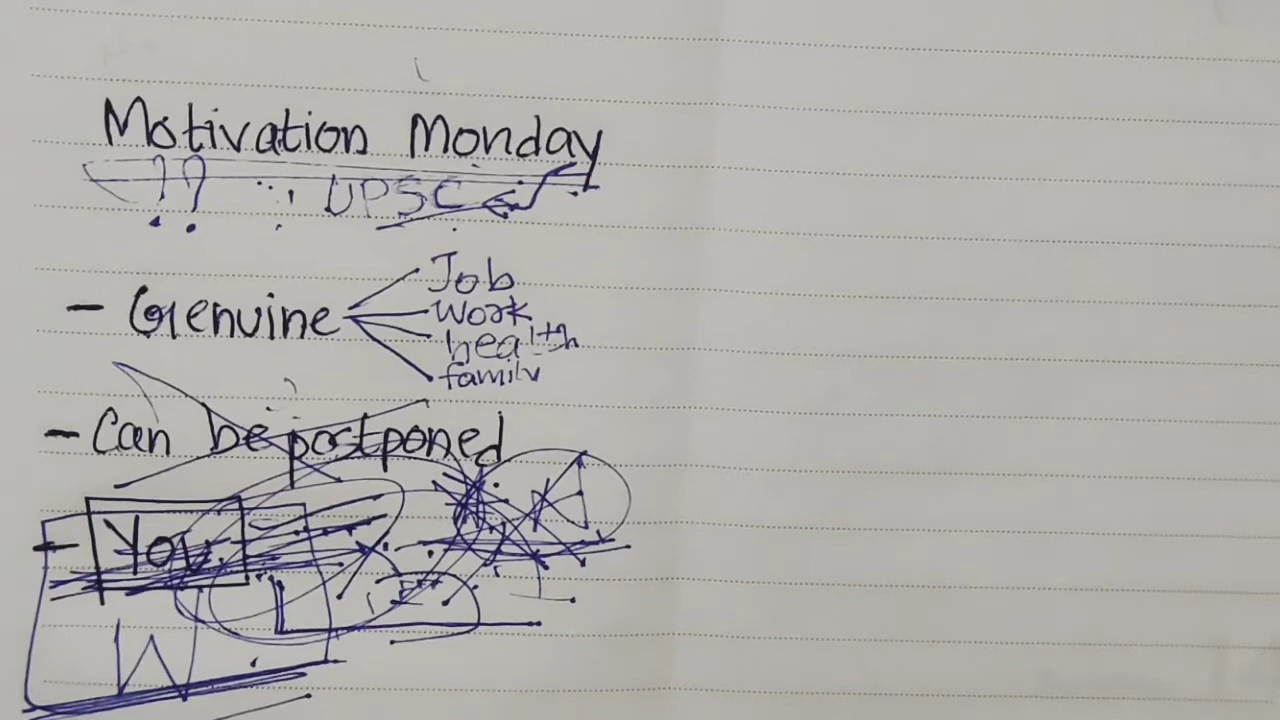 Motivation Monday
?? UPSC
- Genuine
Job
Work
health
family
- Can be postponed
- You
W